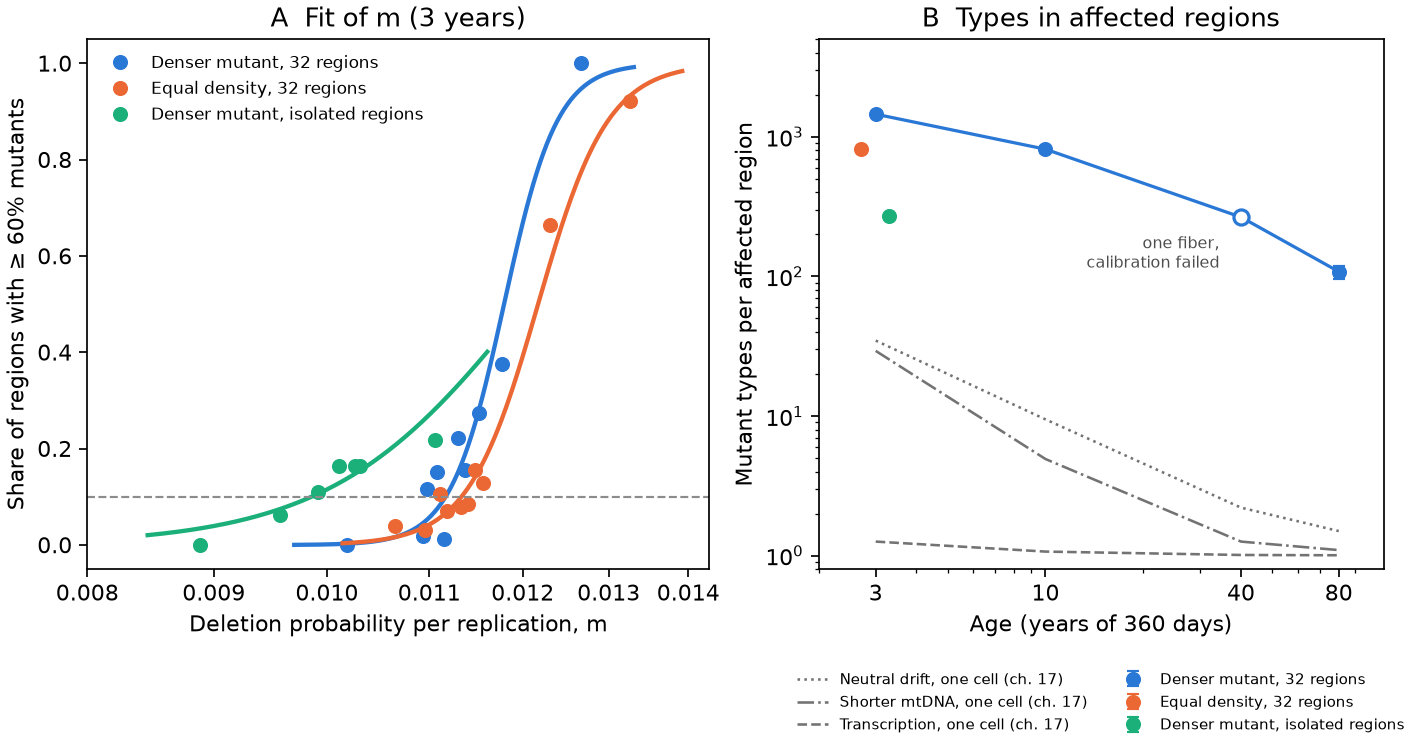 A Fit of m (3 years)
Share of regions with ≥ 60% mutants
1.0
0.8
0.6
0.4
0.2
0.0
Denser mutant, 32 regions
Equal density, 32 regions
Denser mutant, isolated regions
0.008 0.009 0.010 0.011 0.012 0.013 0.014
Deletion probability per replication, m
B Types in affected regions
Mutant types per affected region
10³
10²
10¹
10⁰
one fiber,
calibration failed
3 10 40 80
Age (years of 360 days)
Neutral drift, one cell (ch. 17)
Shorter mtDNA, one cell (ch. 17)
Transcription, one cell (ch. 17)
Denser mutant, 32 regions
Equal density, 32 regions
Denser mutant, isolated regions